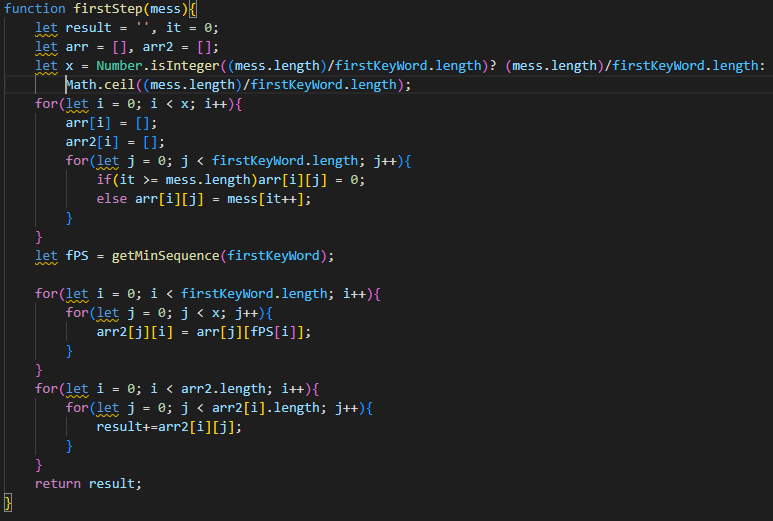 function firstStep(mess){
    let result = '', it = 0;
    let arr = [], arr2 = [];
    let x = Number.isInteger((mess.length)/firstKeyWord.length)? (mess.length)/firstKeyWord.length:
        Math.ceil((mess.length)/firstKeyWord.length);
    for(let i = 0; i < x; i++){
        arr[i] = [];
        arr2[i] = [];
        for(let j = 0; j < firstKeyWord.length; j++){
            if(it >= mess.length)arr[i][j] = 0;
            else arr[i][j] = mess[it++];
        }
    }
    let fPS = getMinSequence(firstKeyWord);

    for(let i = 0; i < firstKeyWord.length; i++){
        for(let j = 0; j < x; j++){
            arr2[j][i] = arr[j][fPS[i]];
        }
    }
    for(let i = 0; i < arr2.length; i++){
        for(let j = 0; j < arr2[i].length; j++){
            result+=arr2[i][j];
        }
    }
    return result;
}